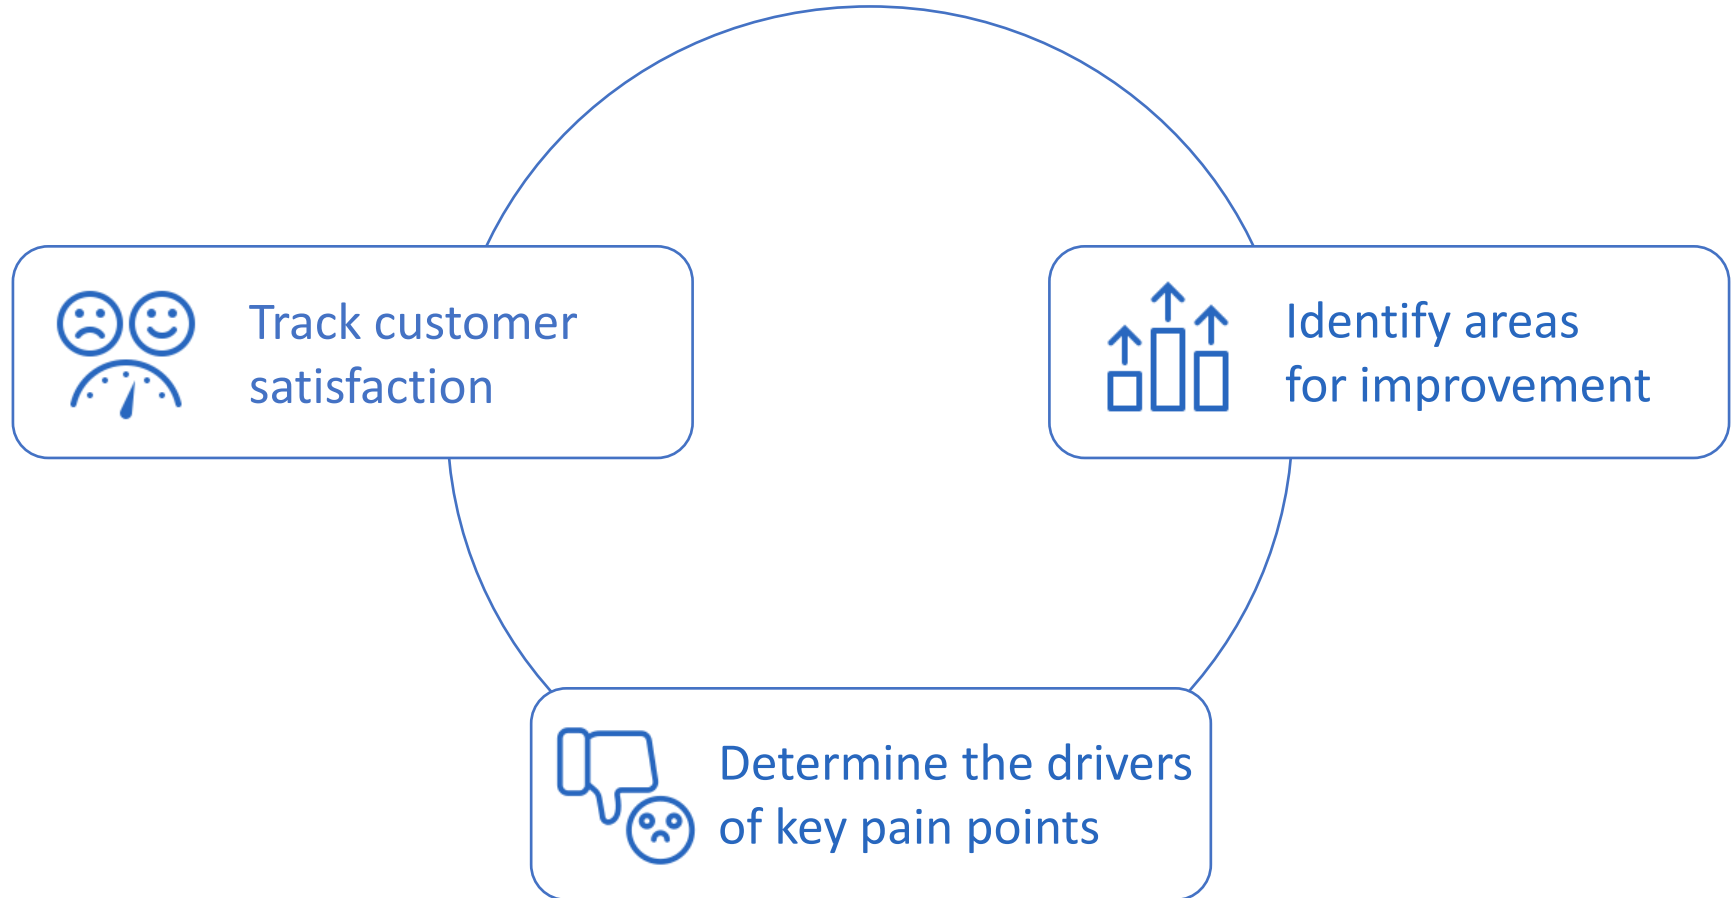 Track customer
satisfaction
Identify areas
for improvement
Determine the drivers
of key pain points